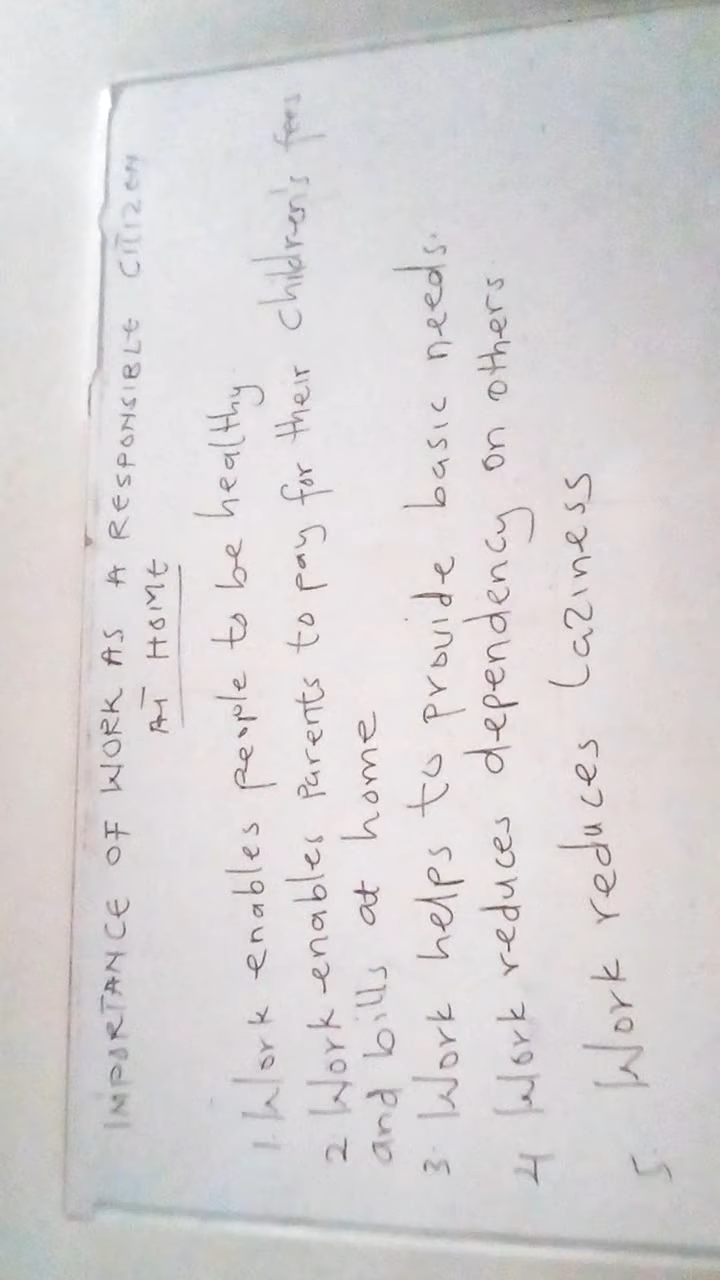 IMPORTANCE OF WORK AS A RESPONSIBLE CITIZEN
AT HOME
1. Work enables people to be healthy
2 Work enables parents to pay for their children's fees
and bills at home
3. Work helps to provide basic needs.
4 Work reduces dependency on others
5. Work reduces laziness